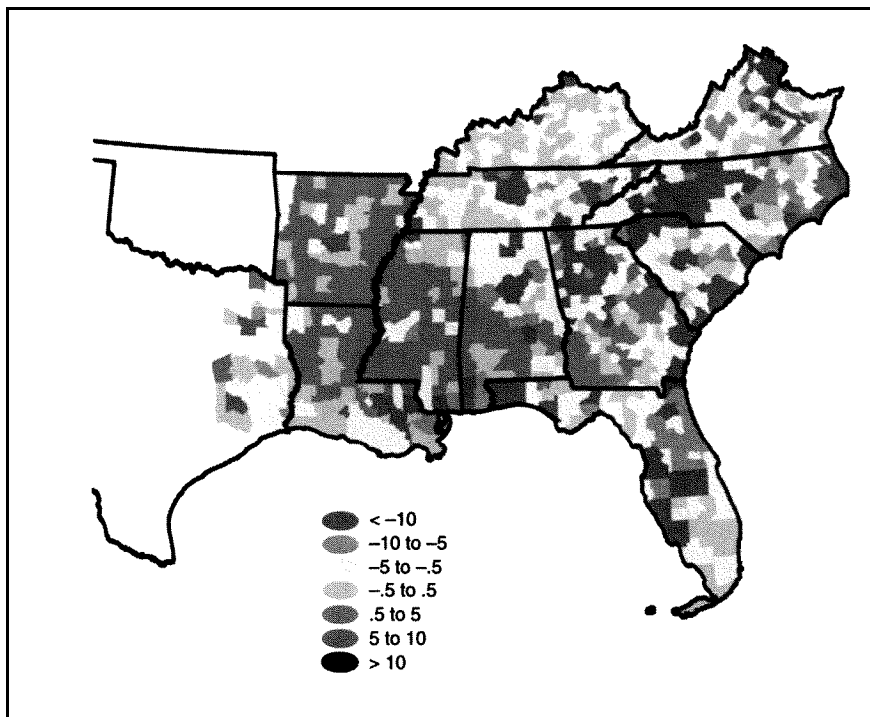 < –10
–10 to –5
–5 to –.5
–.5 to .5
.5 to 5
5 to 10
> 10